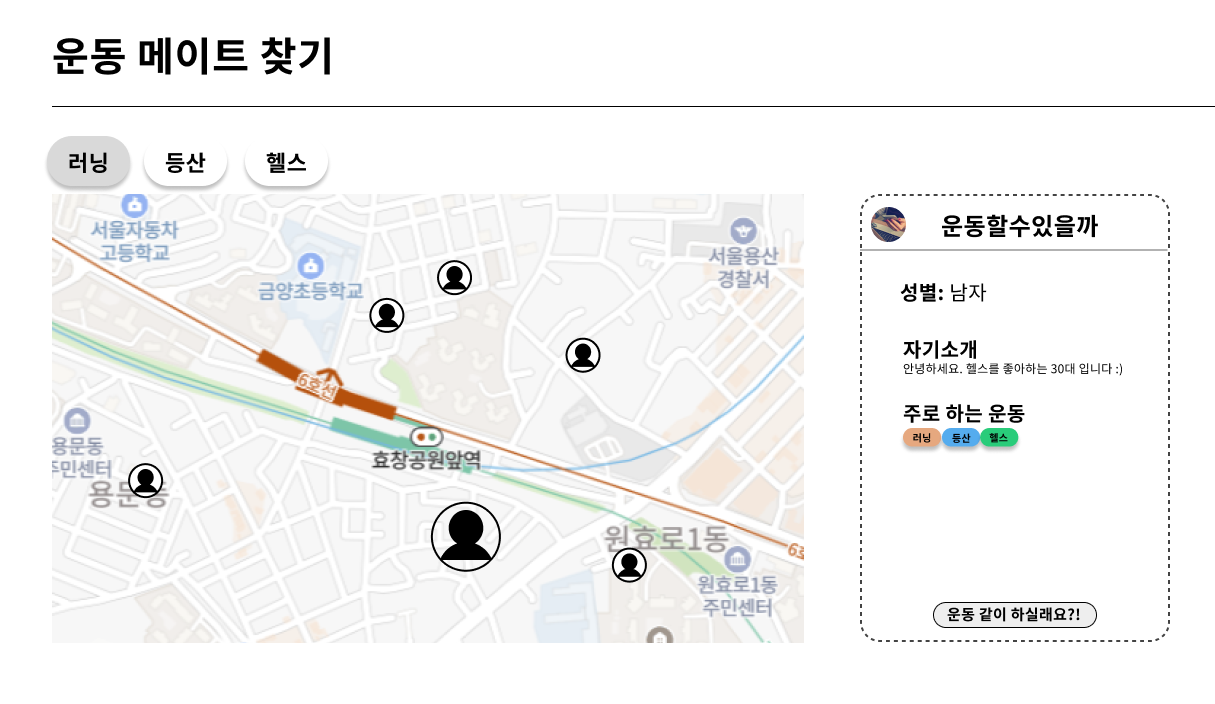 운동 메이트 찾기
러닝
등산
헬스
서울자동차
고등학교
금양초등학교
서울용산
경찰서
6호선
용문동
주민센터
용문동
효창공원앞역
원효로1동
6호
원효로1동
주민센터
운동할수있을까
성별: 남자
자기소개
안녕하세요. 헬스를 좋아하는 30대 입니다 :)
주로 하는 운동
러닝
등산
헬스
운동 같이 하실래요?!